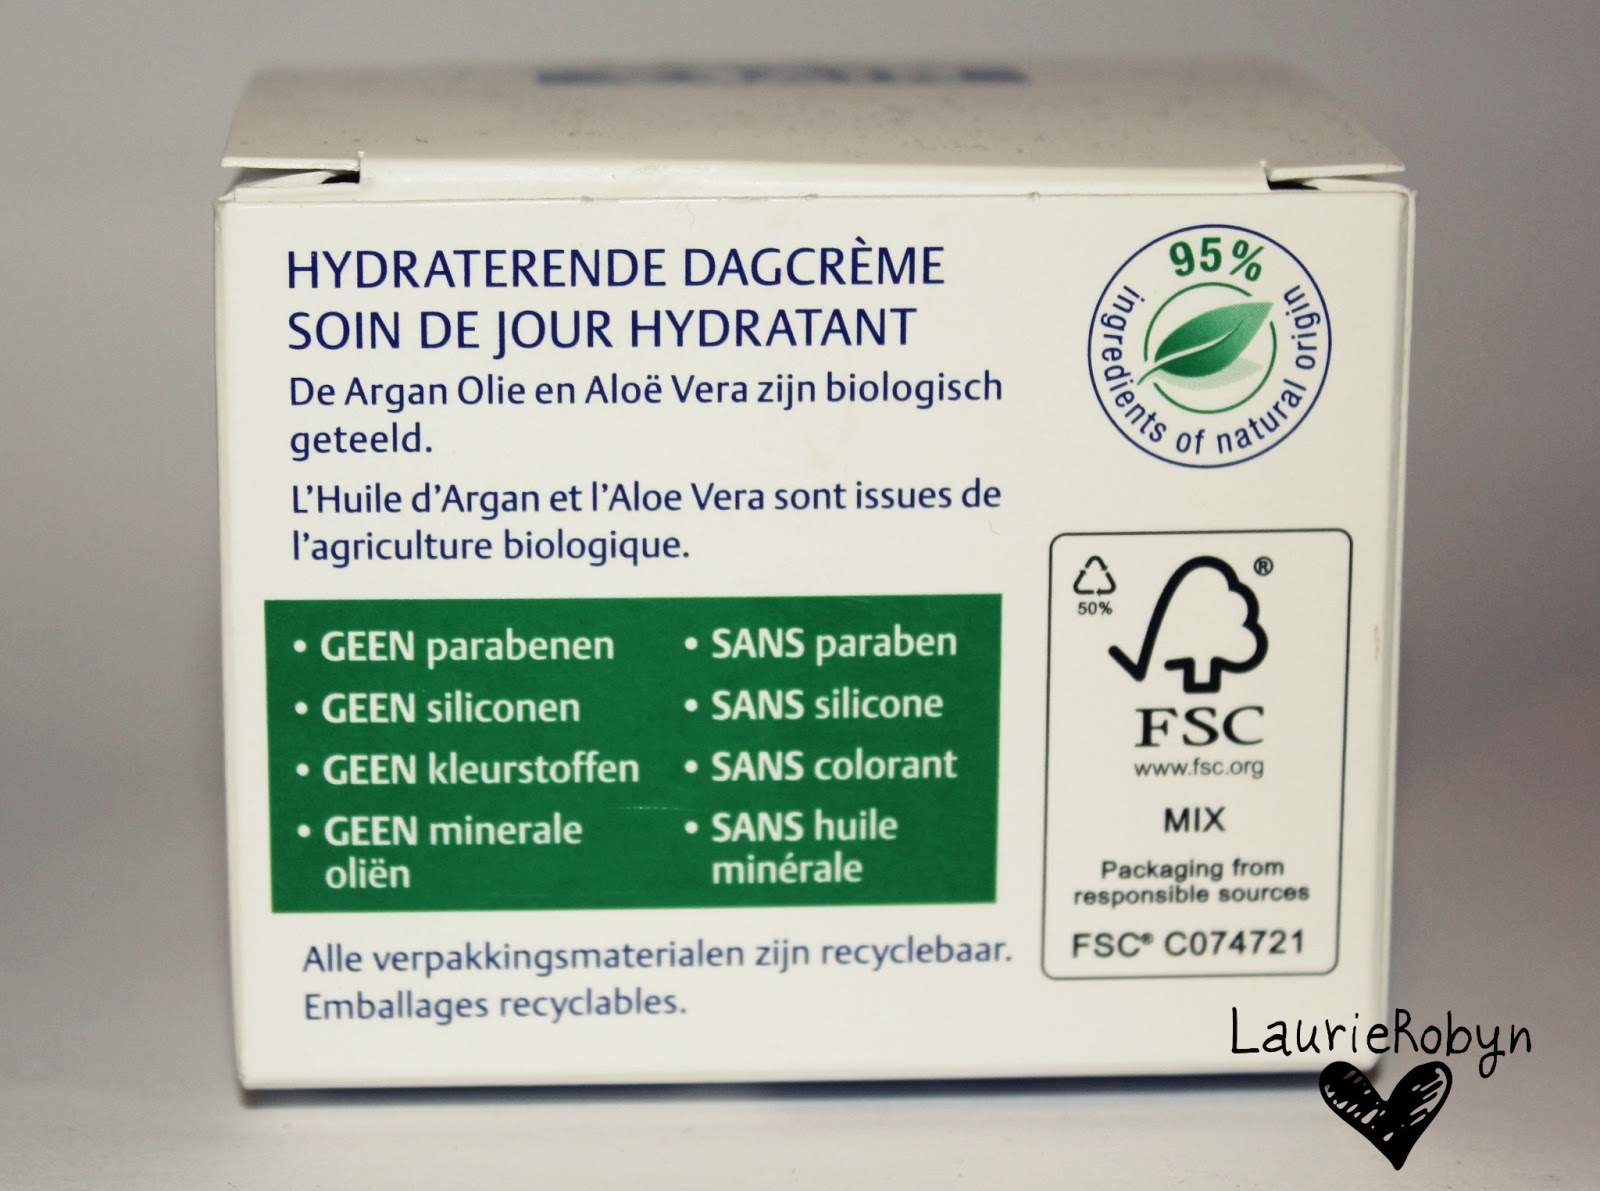 HYDRATERENDE DAGCRÈME
SOIN DE JOUR HYDRATANT
De Argan Olie en Aloë Vera zijn biologisch
geteeld.
L'Huile d'Argan et l'Aloe Vera sont issues de
l'agriculture biologique.
95%
ingredients of natural origin
• GEEN parabenen
• GEEN siliconen
• GEEN kleurstoffen
• GEEN minerale
oliën
• SANS paraben
• SANS silicone
• SANS colorant
• SANS huile
minérale
Alle verpakkingsmaterialen zijn recyclebaar.
Emballages recyclables.
50%
®
FSC
www.fsc.org
MIX
Packaging from
responsible sources
FSC® C074721
LaurieRobyn